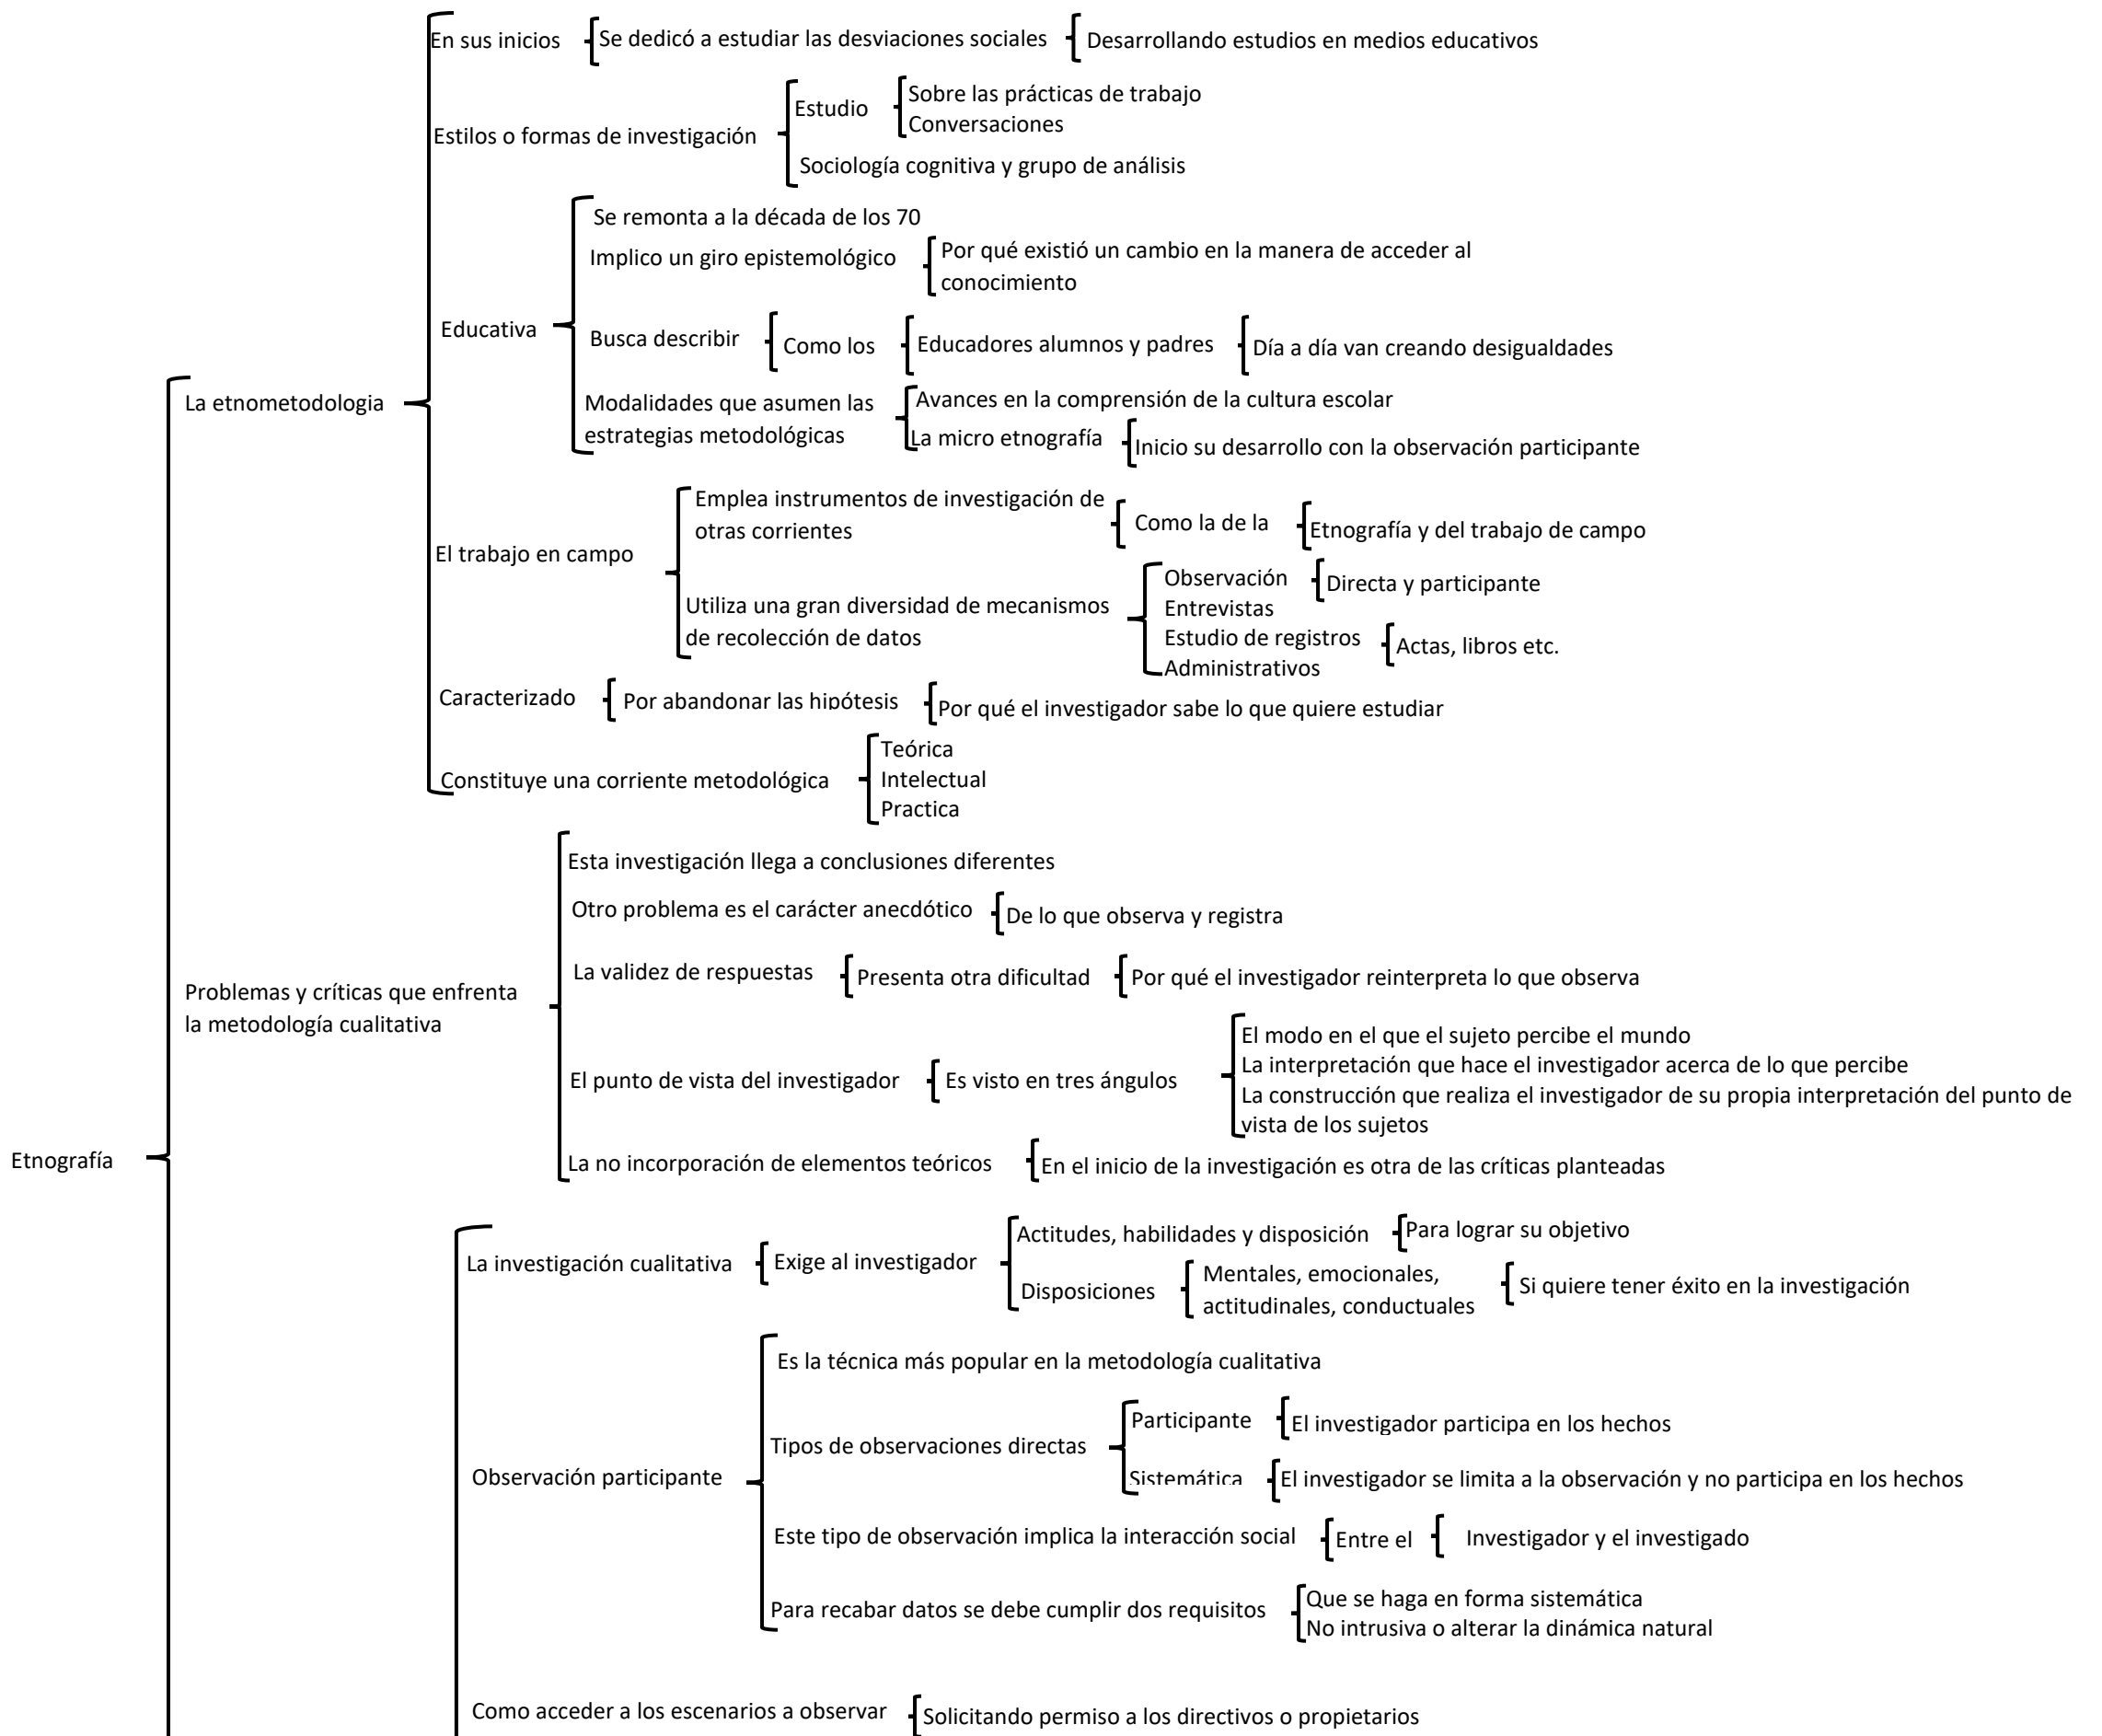 En sus inicios
Se dedicó a estudiar las desviaciones sociales
Desarrollando estudios en medios educativos
Estilos o formas de investigación
Estudio
Sobre las prácticas de trabajo
Conversaciones
Sociología cognitiva y grupo de análisis
Educativa
Se remonta a la década de los 70
Implico un giro epistemológico
Por qué existió un cambio en la manera de acceder al
conocimiento
Busca describir
Como los
Educadores alumnos y padres
Día a día van creando desigualdades
Modalidades que asumen las
estrategias metodológicas
Avances en la comprensión de la cultura escolar
La micro etnografía
Inicio su desarrollo con la observación participante
La etnometodologia
El trabajo en campo
Emplea instrumentos de investigación de
otras corrientes
Como la de la
Etnografía y del trabajo de campo
Utiliza una gran diversidad de mecanismos
de recolección de datos
Observación
Directa y participante
Entrevistas
Estudio de registros
Administrativos
Actas, libros etc.
Caracterizado
Por abandonar las hipótesis
Por qué el investigador sabe lo que quiere estudiar
Constituye una corriente metodológica
Teórica
Intelectual
Practica
Problemas y críticas que enfrenta
la metodología cualitativa
Esta investigación llega a conclusiones diferentes
Otro problema es el carácter anecdótico
De lo que observa y registra
La validez de respuestas
Presenta otra dificultad
Por qué el investigador reinterpreta lo que observa
El punto de vista del investigador
Es visto en tres ángulos
El modo en el que el sujeto percibe el mundo
La interpretación que hace el investigador acerca de lo que percibe
La construcción que realiza el investigador de su propia interpretación del punto de
vista de los sujetos
La no incorporación de elementos teóricos
En el inicio de la investigación es otra de las críticas planteadas
Etnografía
La investigación cualitativa
Exige al investigador
Actitudes, habilidades y disposición
Para lograr su objetivo
Disposiciones
Mentales, emocionales,
actitudinales, conductuales
Si quiere tener éxito en la investigación
Observación participante
Es la técnica más popular en la metodología cualitativa
Tipos de observaciones directas
Participante
El investigador participa en los hechos
Sistemática
El investigador se limita a la observación y no participa en los hechos
Este tipo de observación implica la interacción social
Entre el
Investigador y el investigado
Para recabar datos se debe cumplir dos requisitos
Que se haga en forma sistemática
No intrusiva o alterar la dinámica natural
Como acceder a los escenarios a observar
Solicitando permiso a los directivos o propietarios